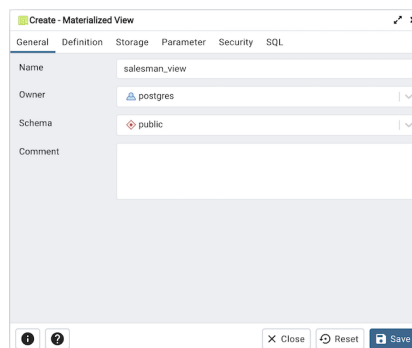 Create - Materialized View
General Definition Storage Parameter Security SQL
Name salesman_view
Owner postgres
Schema public
Comment
Close Reset Save